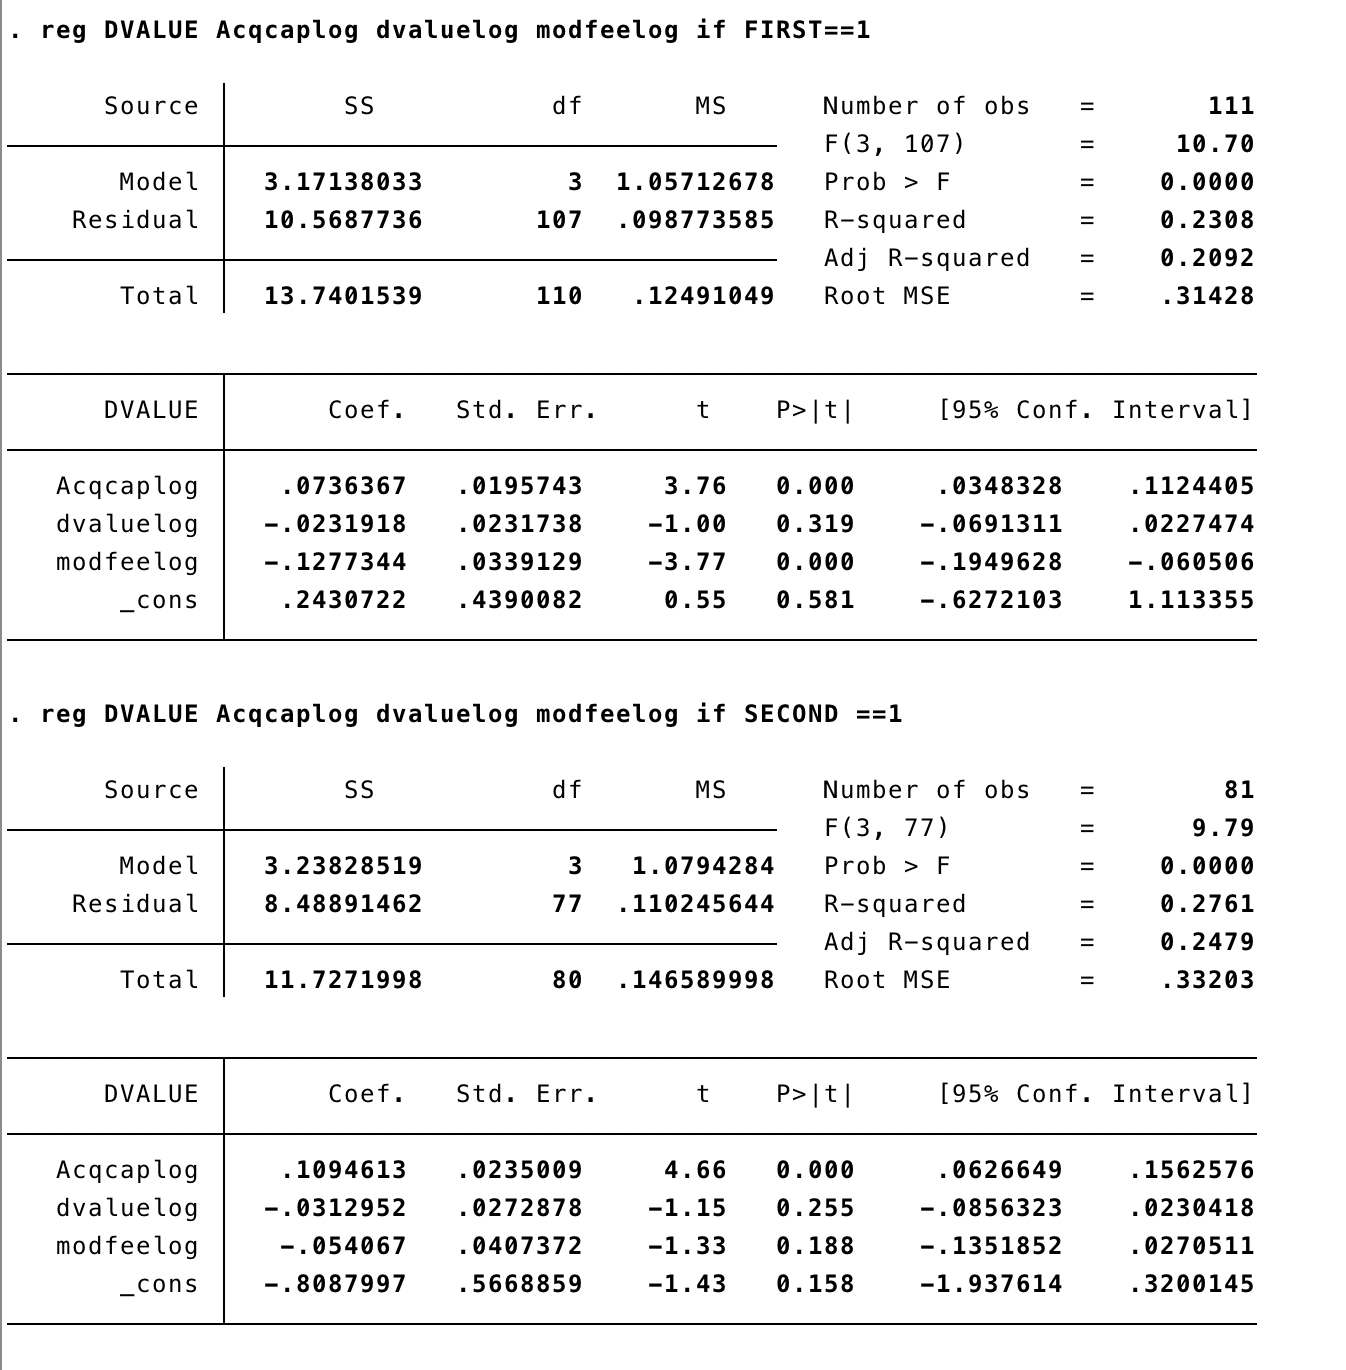 . reg DVALUE Acqcaplog dvaluelog modfeelog if FIRST==1
Source SS df MS Number of obs = 111
F(3, 107) = 10.70
Model 3.17138033 3 1.05712678 Prob > F = 0.0000
Residual 10.5687736 107 .098773585 R-squared = 0.2308
Adj R-squared = 0.2092
Total 13.7401539 110 .12491049 Root MSE = .31428
DVALUE Coef. Std. Err. t P>|t| [95% Conf. Interval]
Acqcaplog .0736367 .0195743 3.76 0.000 .0348328 .1124405
dvaluelog -.0231918 .0231738 -1.00 0.319 -.0691311 .0227474
modfeelog -.1277344 .0339129 -3.77 0.000 -.1949628 -.060506
_cons .2430722 .4390082 0.55 0.581 -.6272103 1.113355
. reg DVALUE Acqcaplog dvaluelog modfeelog if SECOND ==1
Source SS df MS Number of obs = 81
F(3, 77) = 9.79
Model 3.23828519 3 1.0794284 Prob > F = 0.0000
Residual 8.48891462 77 .110245644 R-squared = 0.2761
Adj R-squared = 0.2479
Total 11.7271998 80 .146589998 Root MSE = .33203
DVALUE Coef. Std. Err. t P>|t| [95% Conf. Interval]
Acqcaplog .1094613 .0235009 4.66 0.000 .0626649 .1562576
dvaluelog -.0312952 .0272878 -1.15 0.255 -.0856323 .0230418
modfeelog -.054067 .0407372 -1.33 0.188 -.1351852 .0270511
_cons -.8087997 .5668859 -1.43 0.158 -1.937614 .3200145